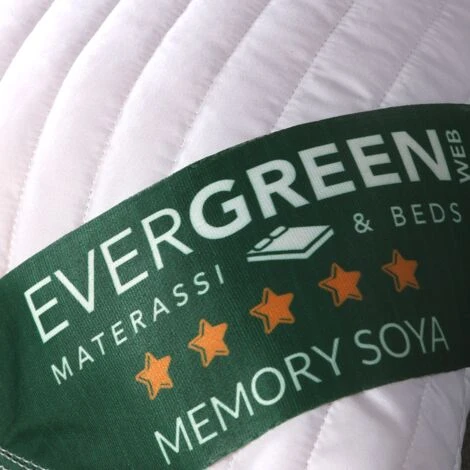 EVERGREEN WEB
MATERASSI & BEDS
MEMORY SOYA